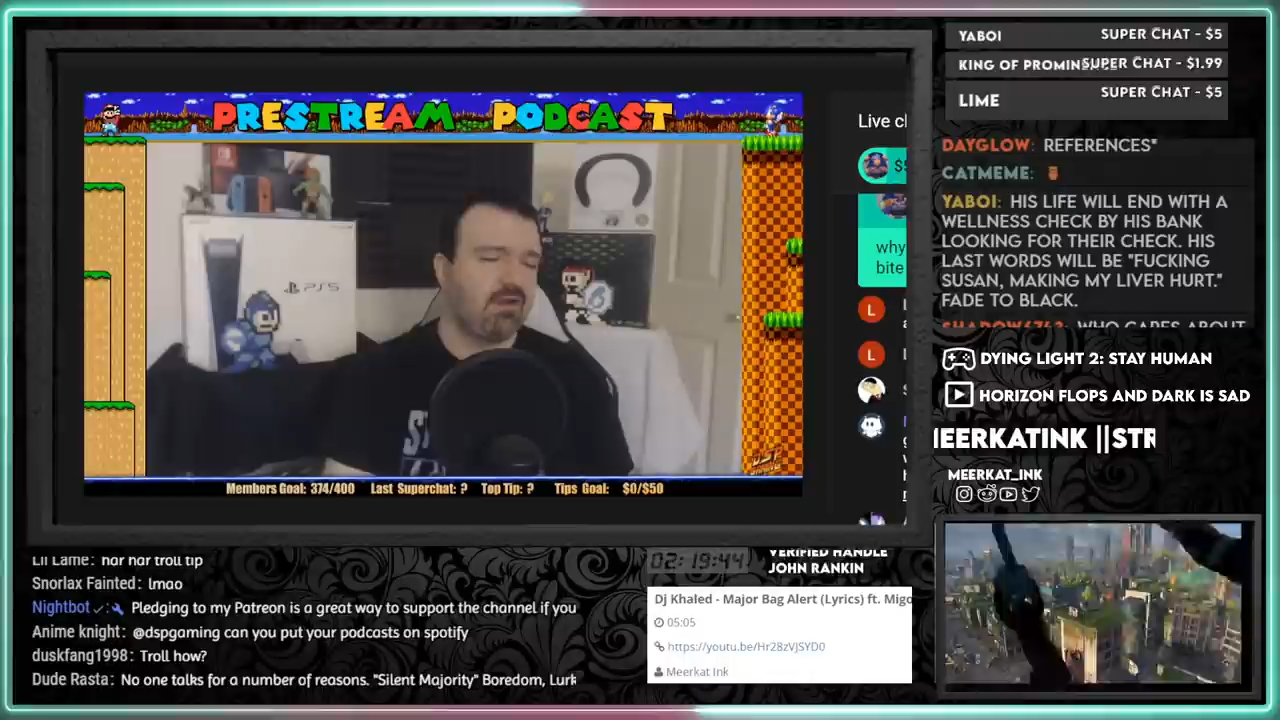 PRESTREAM PODCAST
PS5
DSP
Members Goal: 374/400 Last Superchat: ? Top Tip: ? Tips Goal: $0/$50
Live
why
bite
L
L
YABOI SUPER CHAT - $5
KING OF SUPER CHAT - $1.99
LIME SUPER CHAT - $5
DAYGLOW: REFERENCES*
CATMEME:
YABOI: HIS LIFE WILL END WITH A
WELLNESS CHECK BY HIS BANK
LOOKING FOR THEIR CHECK. HIS
LAST WORDS WILL BE "FUCKING
SUSAN, MAKING MY LIVER HURT."
FADE TO BLACK.
WHO CARES ABOUT
DYING LIGHT 2: STAY HUMAN
HORIZON FLOPS AND DARK IS SAD
MEERKATINK ||STR
MEERKAT_INK
Lil Lame: har har troll tip
Snorlax Fainted: lmao
Nightbot: Pledging to my Patreon is a great way to support the channel if you
Anime knight: @dspgaming can you put your podcasts on spotify
duskfang1998: Troll how?
Dude Rasta: No one talks for a number of reasons. "Silent Majority" Boredom, Lurk
02:19:44
VERIFIED HANDLE
JOHN RANKIN
Dj Khaled - Major Bag Alert (Lyrics) ft. Migo
05:05
https://youtu.be/Hr28zVJSYD0
Meerkat Ink